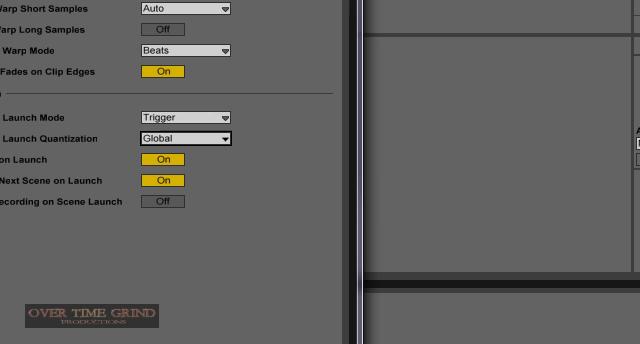 Warp Short Samples Auto
Warp Long Samples Off
Warp Mode Beats
Fades on Clip Edges On
Launch Mode Trigger
Launch Quantization Global
on Launch On
Next Scene on Launch On
ecording on Scene Launch Off
OVER TIME GRIND
PRODUCTIONS